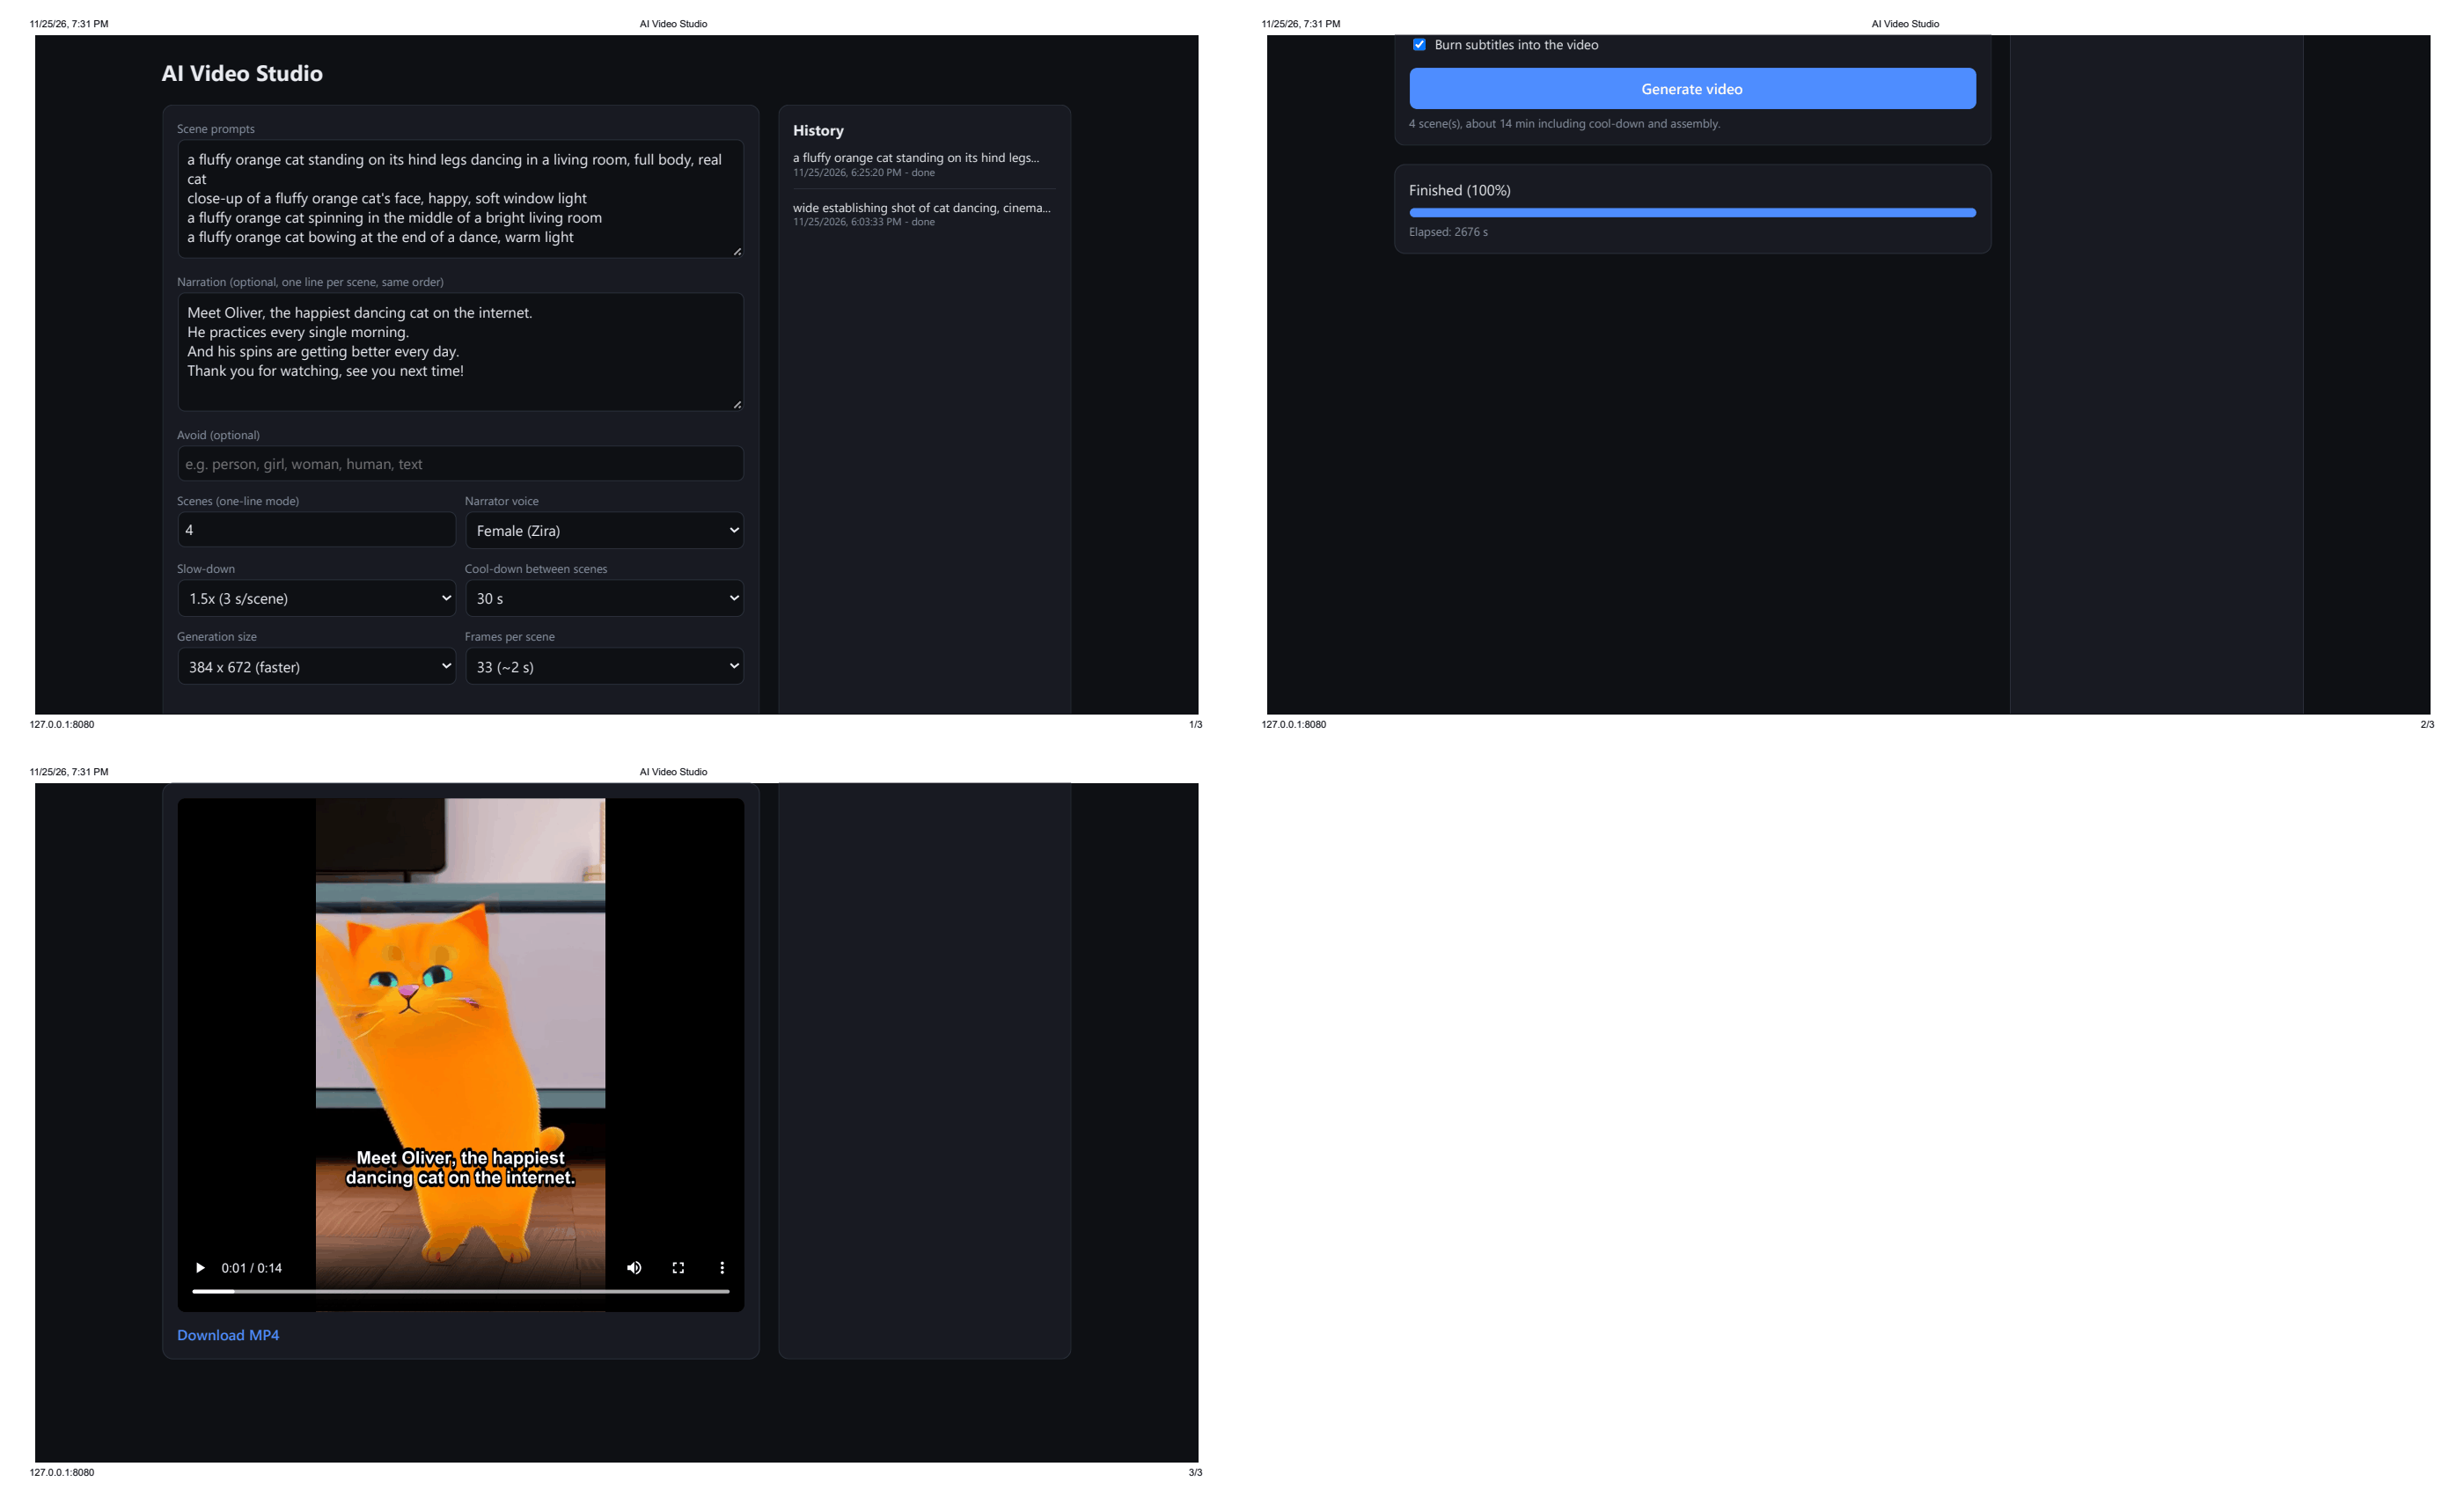 11/25/26, 7:31 PM
AI Video Studio
AI Video Studio
Scene prompts
a fluffy orange cat standing on its hind legs dancing in a living room, full body, real
cat
close-up of a fluffy orange cat's face, happy, soft window light
a fluffy orange cat spinning in the middle of a bright living room
a fluffy orange cat bowing at the end of a dance, warm light
Narration (optional, one line per scene, same order)
Meet Oliver, the happiest dancing cat on the internet.
He practices every single morning.
And his spins are getting better every day.
Thank you for watching, see you next time!
Avoid (optional)
e.g. person, girl, woman, human, text
Scenes (one-line mode)
Narrator voice
4
Female (Zira)
Slow-down
Cool-down between scenes
1.5x (3 s/scene)
30 s
Generation size
Frames per scene
384 x 672 (faster)
33 (~2 s)
History
a fluffy orange cat standing on its hind legs...
11/25/2026, 6:25:20 PM - done
wide establishing shot of cat dancing, cinema...
11/25/2026, 6:03:33 PM - done
127.0.0.1:8080
1/3
11/25/26, 7:31 PM
AI Video Studio
Burn subtitles into the video
Generate video
4 scene(s), about 14 min including cool-down and assembly.
Finished (100%)
Elapsed: 2676 s
127.0.0.1:8080
2/3
11/25/26, 7:31 PM
AI Video Studio
Meet Oliver, the happiest
dancing cat on the internet.
0:01 / 0:14
Download MP4
127.0.0.1:8080
3/3